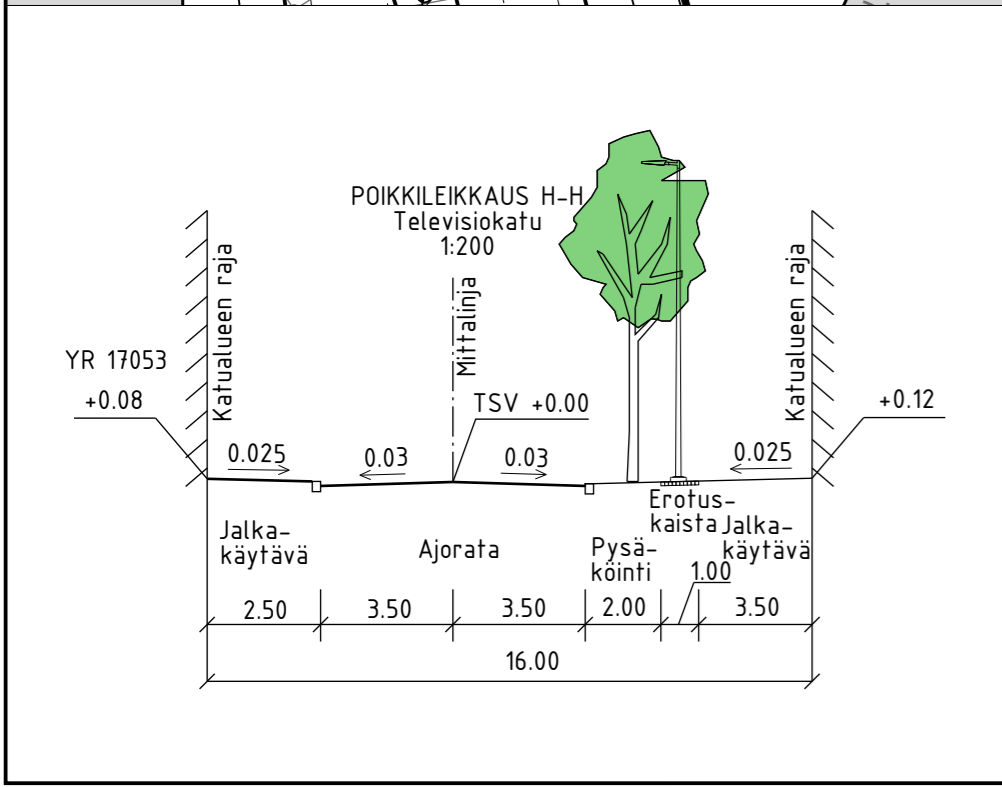 POIKKILEIKKAUS H-H
Televisiokatu
1:200
Katualueen raja
Mittalinja
Katualueen raja
YR 17053
+0.08
TSV +0.00
+0.12
0.025
0.03
0.03
0.025
Jalka-
käytävä
Ajorata
Pysä-
köinti
Erotus-
kaista
Jalka-
käytävä
2.50
3.50
3.50
2.00
1.00
3.50
16.00